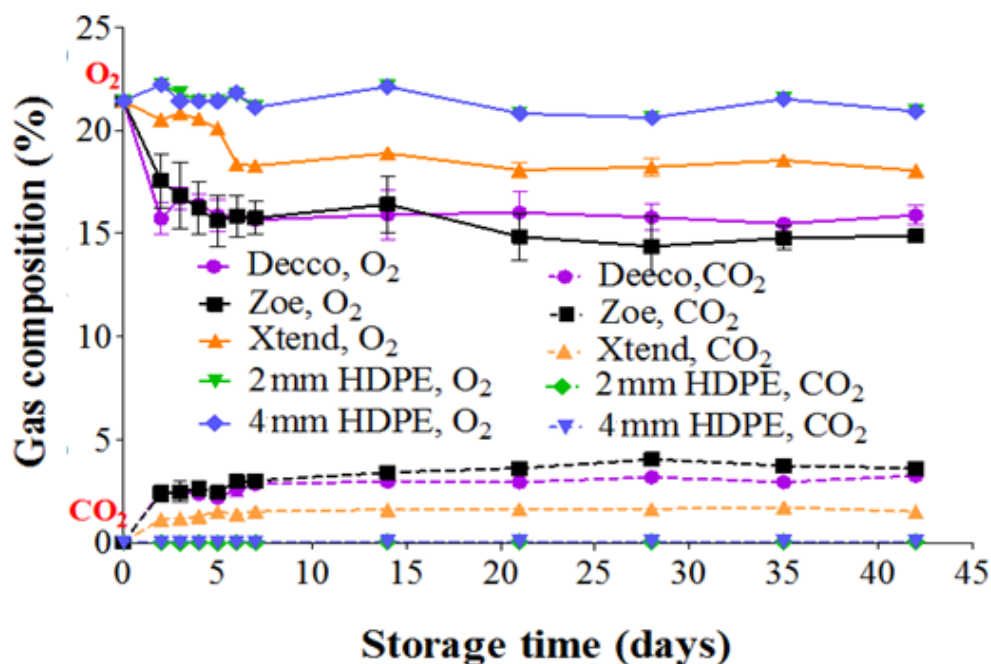 Gas composition (%)
25
20
15
10
5
0
O₂
CO₂
Decco, O₂
Zoe, O₂
Xtend, O₂
2 mm HDPE, O₂
4 mm HDPE, O₂
Deeco,CO₂
Zoe, CO₂
Xtend, CO₂
2 mm HDPE, CO₂
4 mm HDPE, CO₂
0 5 10 15 20 25 30 35 40 45
Storage time (days)